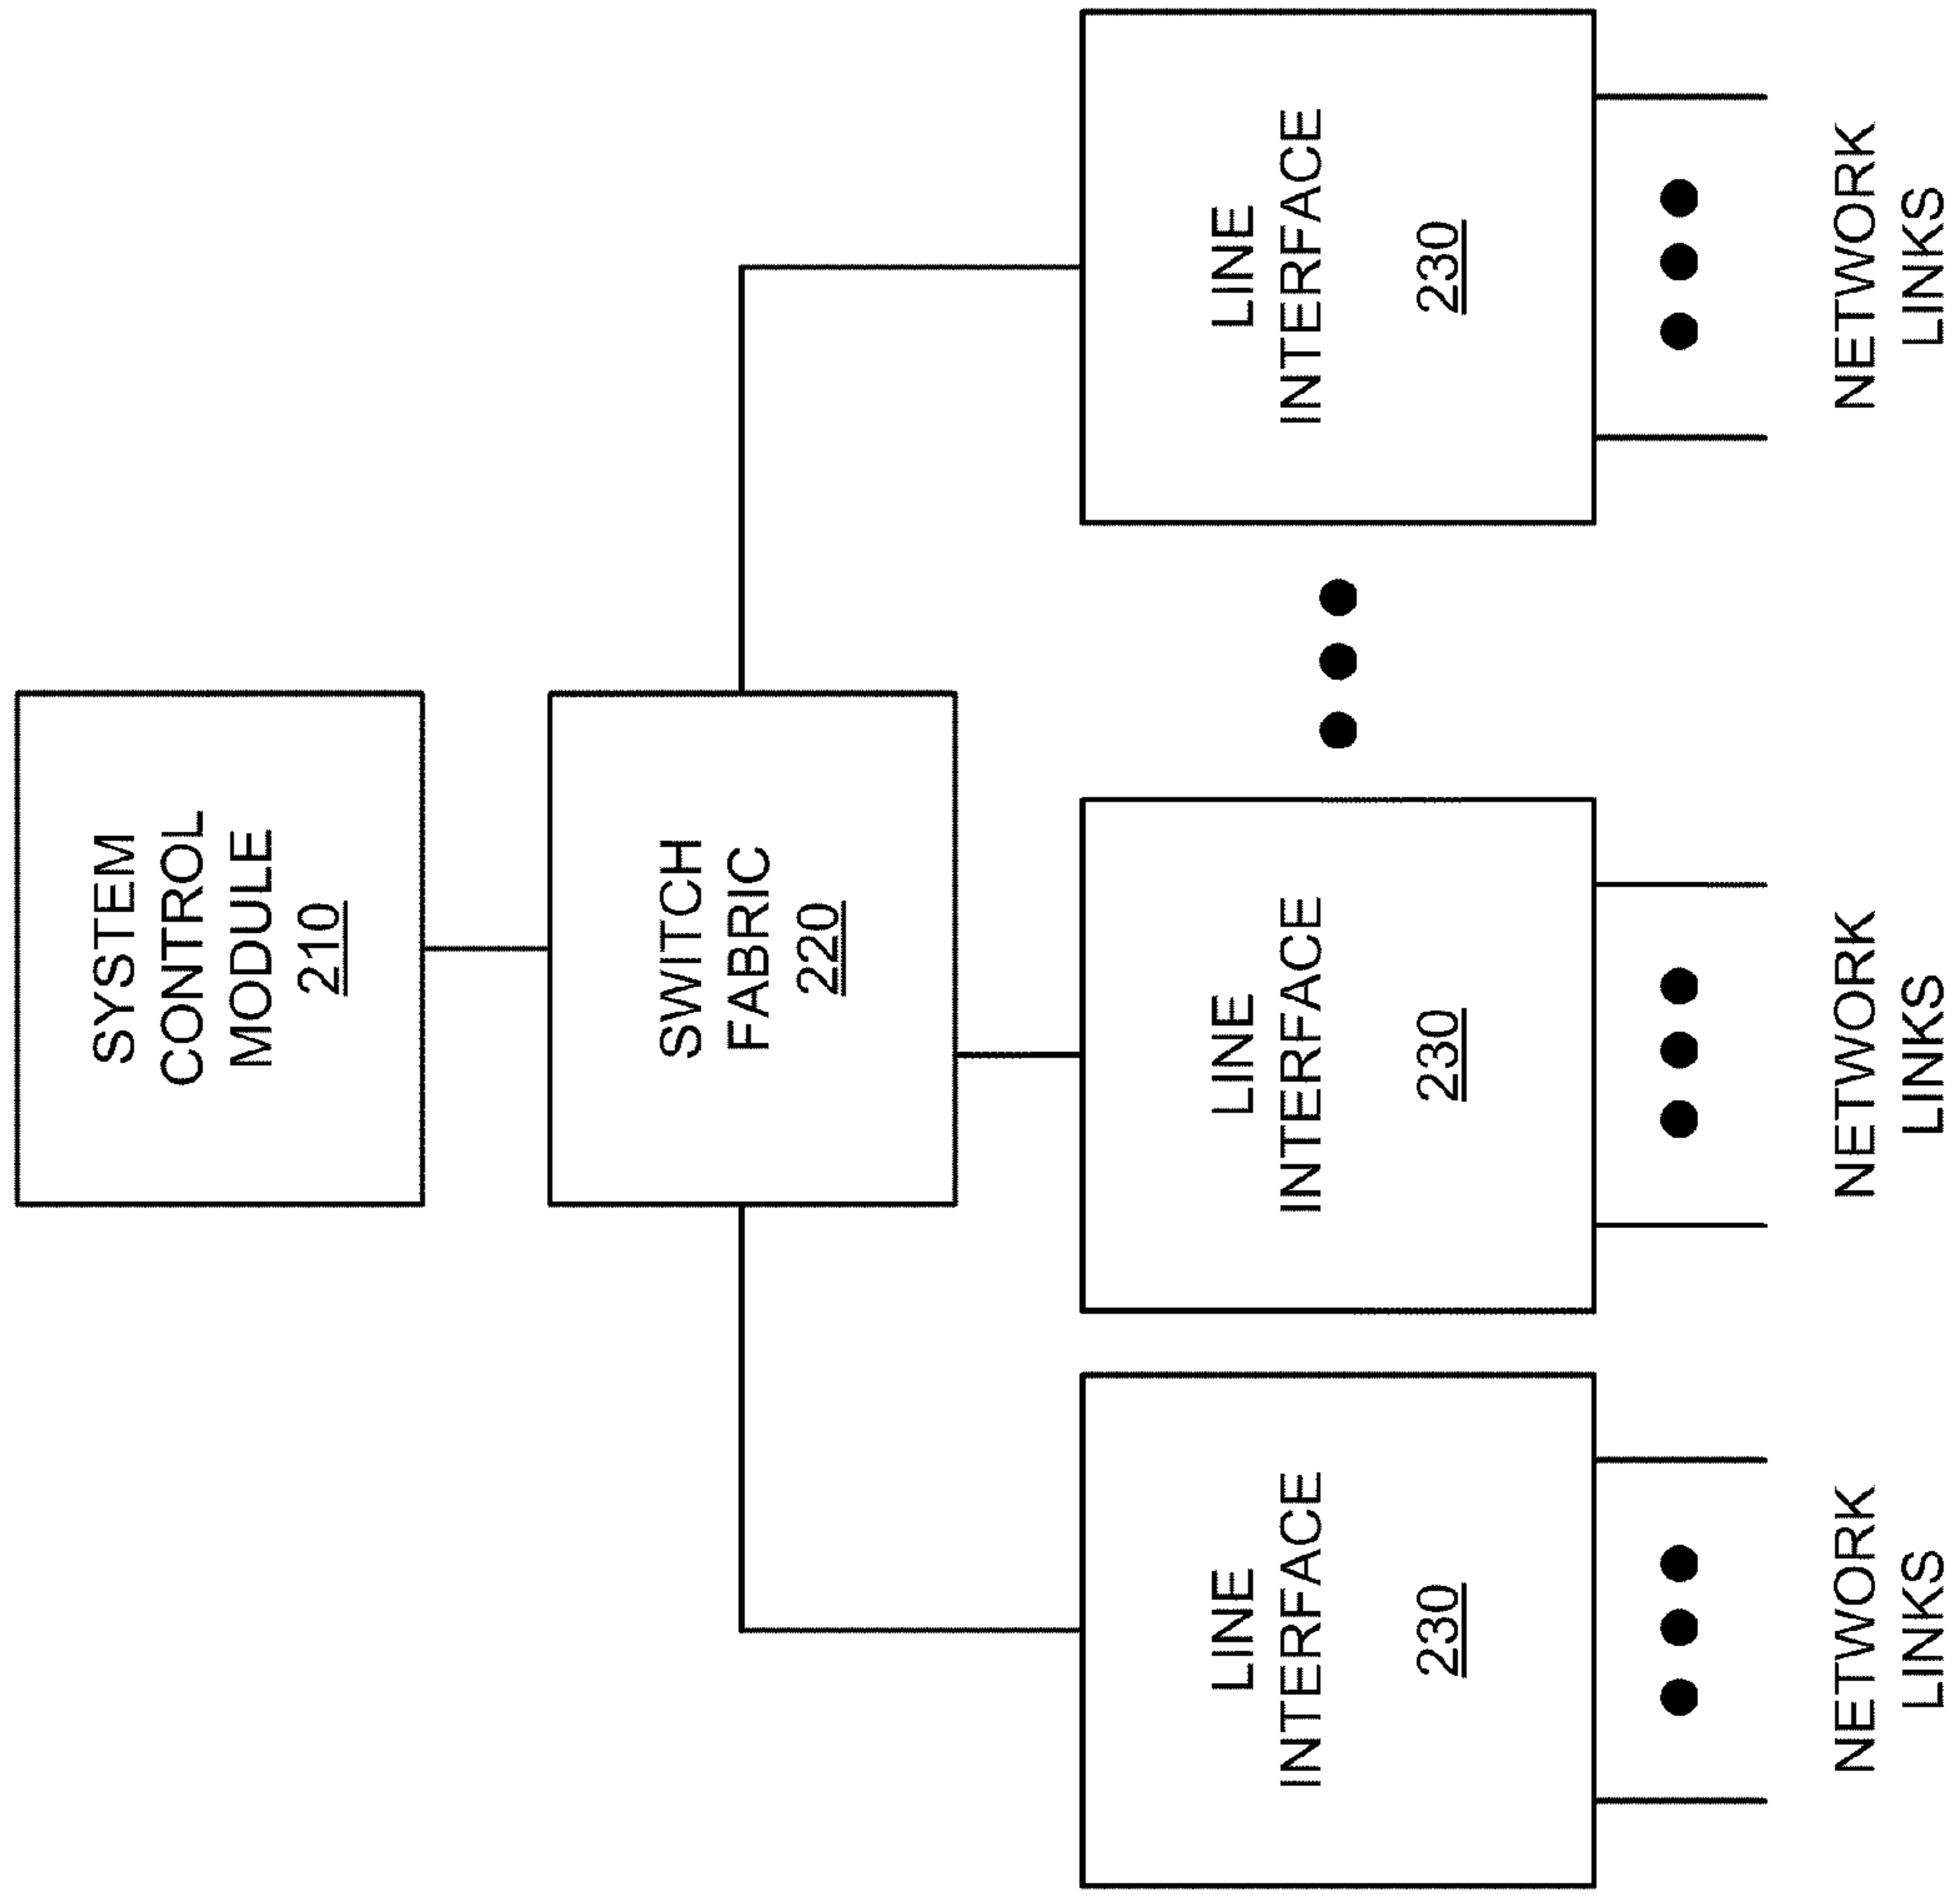 SYSTEM
CONTROL
MODULE
210
SWITCH
FABRIC
220
LINE
INTERFACE
230
LINE
INTERFACE
230
LINE
INTERFACE
230
NETWORK
LINKS
NETWORK
LINKS
NETWORK
LINKS